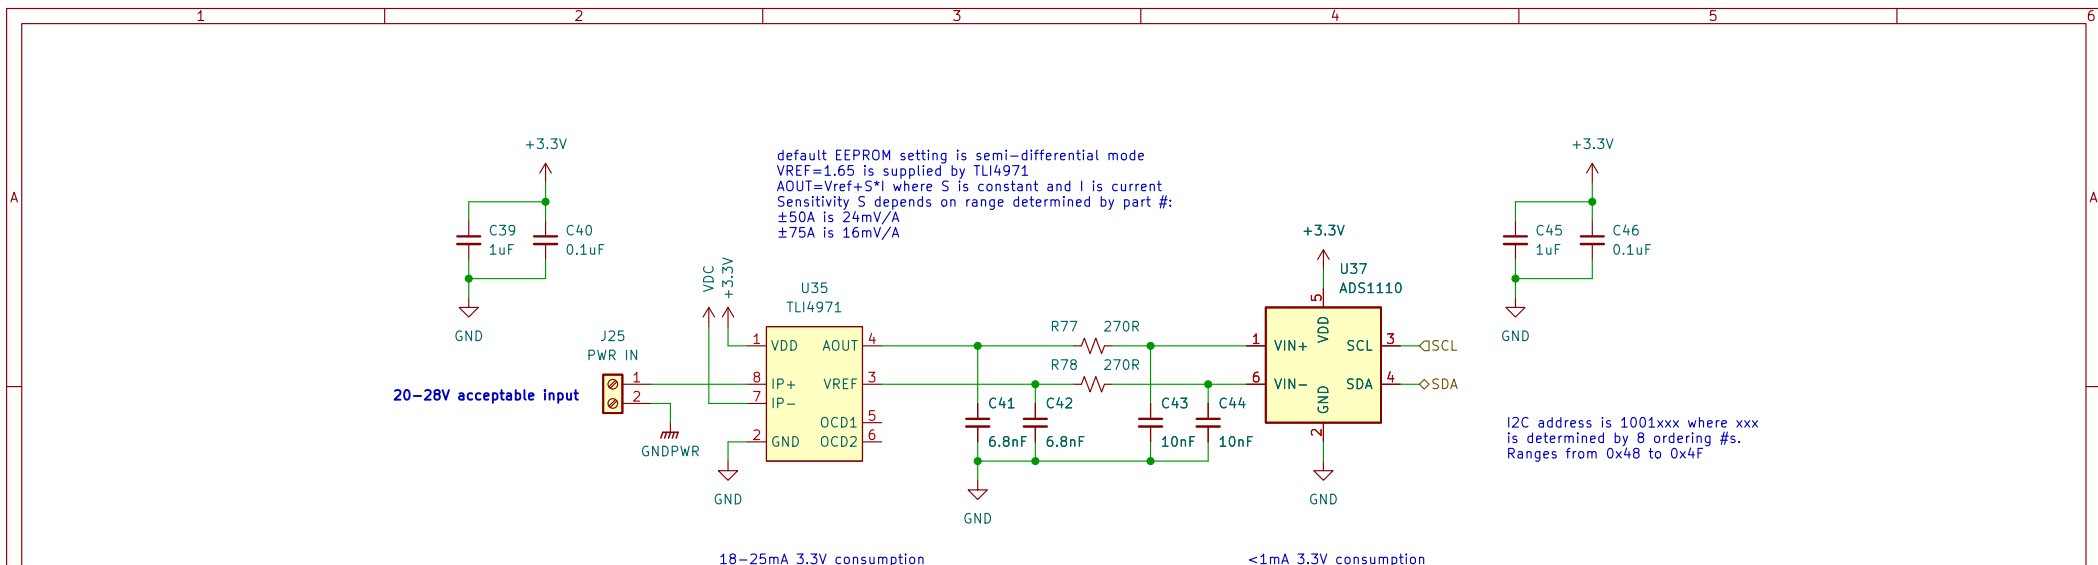 1 2 3 4 5 6
A A
+3.3V
C39
1uF
C40
0.1uF
GND
default EEPROM setting is semi-differential mode
VREF=1.65 is supplied by TLI4971
AOUT=Vref+S*I where S is constant and I is current
Sensitivity S depends on range determined by part #:
±50A is 24mV/A
±75A is 16mV/A
+3.3V
C45
1uF
C46
0.1uF
GND
J25
PWR IN
1
2
20-28V acceptable input
GNDPWR
VDC
+3.3V
U35
TLI4971
1 VDD
8 IP+
7 IP-
2 GND
AOUT 4
VREF 3
OCD1 5
OCD2 6
GND
R77 270R
R78 270R
C41
6.8nF
C42
6.8nF
C43
10nF
C44
10nF
GND
+3.3V
U37
ADS1110
5 VDD
1 VIN+
6 VIN-
SCL 3
SDA 4
GND 2
SCL
SDA
GND
I2C address is 1001xxx where xxx
is determined by 8 ordering #s.
Ranges from 0x48 to 0x4F
18-25mA 3.3V consumption
<1mA 3.3V consumption